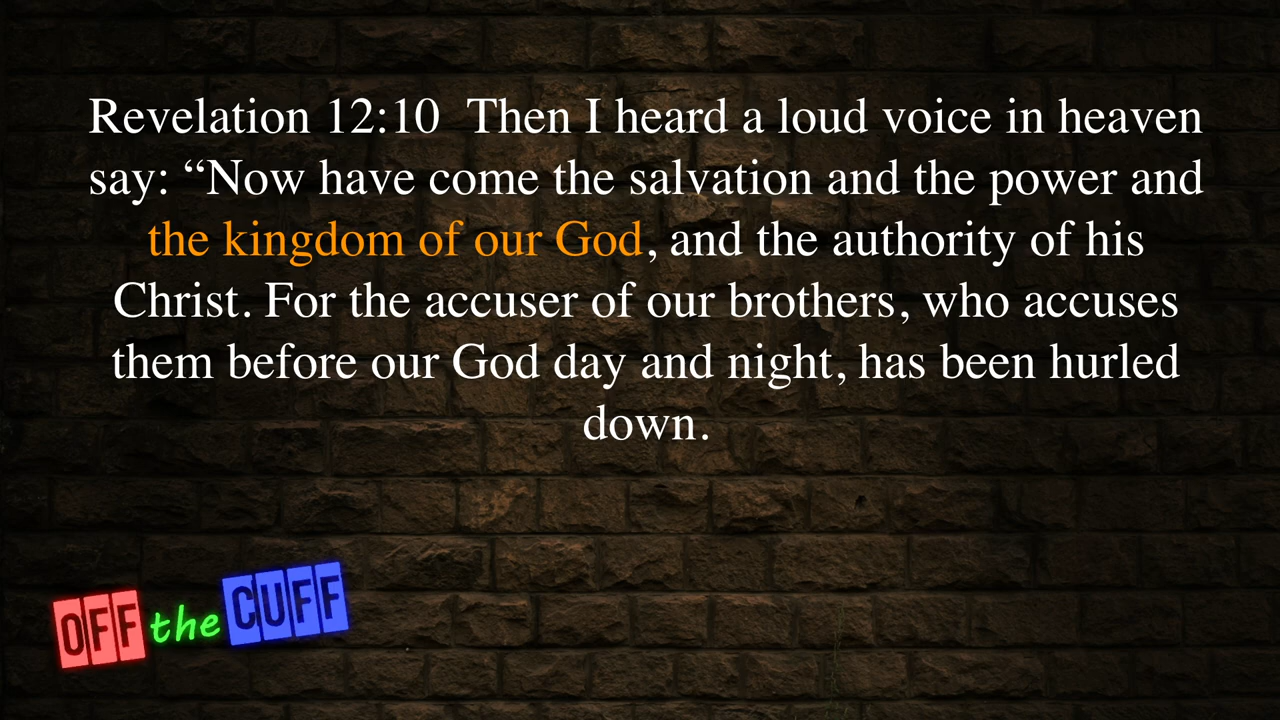 Revelation 12:10  Then I heard a loud voice in heaven
say: “Now have come the salvation and the power and
the kingdom of our God, and the authority of his
Christ. For the accuser of our brothers, who accuses
them before our God day and night, has been hurled
down.
OFF the CUFF